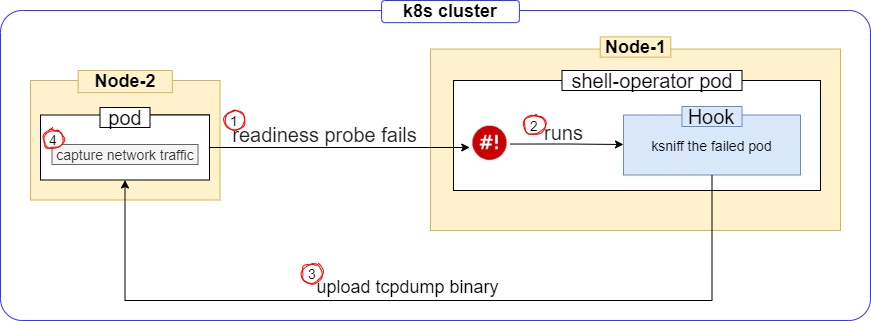 k8s cluster
Node-1
Node-2
shell-operator pod
pod
Hook
1
readiness probe fails
#!
2
runs
ksniff the failed pod
4
capture network traffic
3
upload tcpdump binary